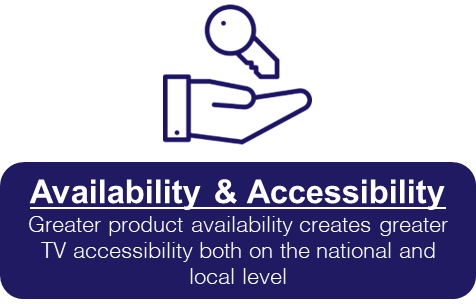 Availability & Accessibility
Greater product availability creates greater
TV accessibility both on the national and
local level